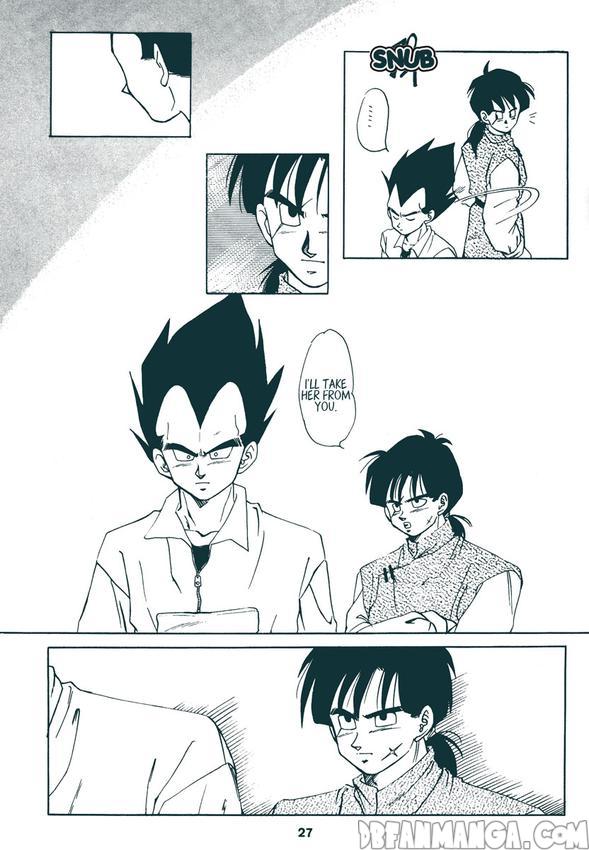 SNUB
......
I'LL TAKE
HER FROM
YOU.
27
DBFANMANGA.COM